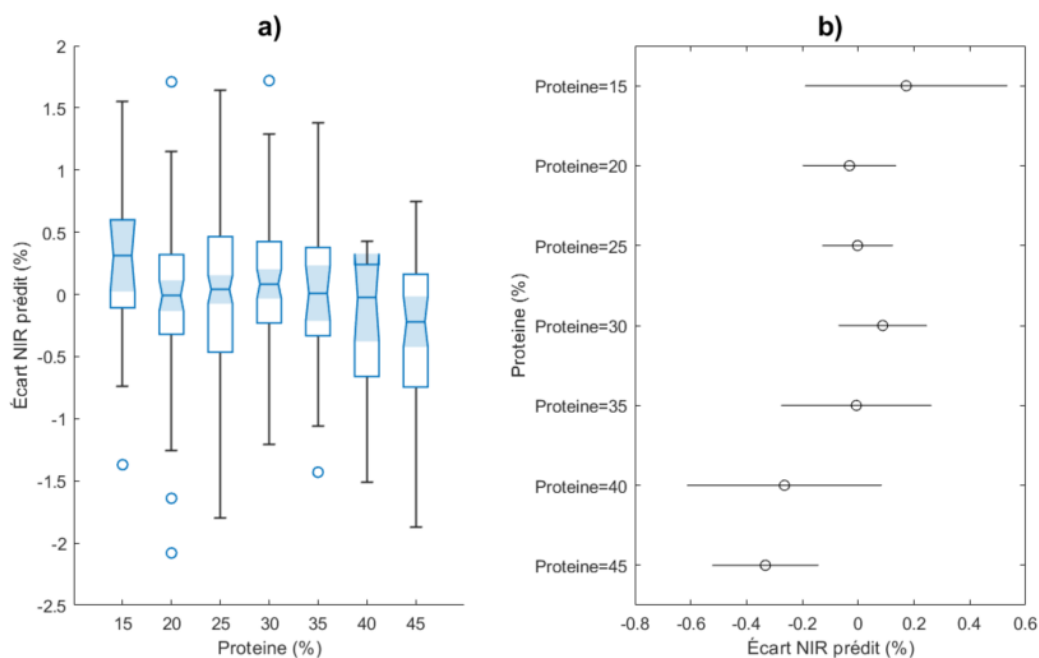 a)
2
1.5
1
0.5
0
-0.5
-1
-1.5
-2
-2.5
Écart NIR prédit (%)
15 20 25 30 35 40 45
Proteine (%)
b)
Proteine=15
Proteine=20
Proteine=25
Proteine=30
Proteine=35
Proteine=40
Proteine=45
Proteine (%)
-0.8 -0.6 -0.4 -0.2 0 0.2 0.4 0.6
Écart NIR prédit (%)